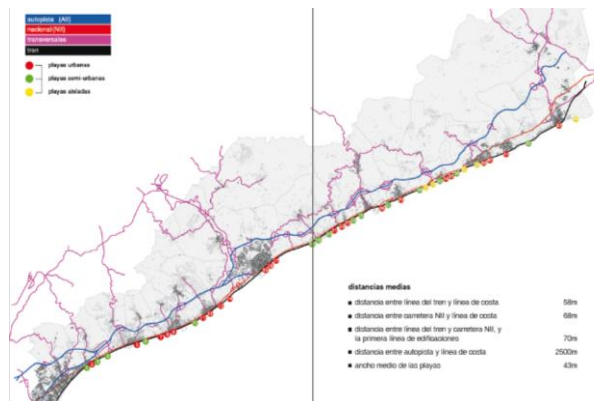 autopista (AII)
nacional (NII)
transversales
tren
playas urbanas
playas semi-urbanas
playas aisladas
distancias medias
distancia entre línea del tren y línea de costa 58m
distancia entre carretera NII y línea de costa 68m
distancia entre línea del tren y carretera NII, y
la primera línea de edificaciones 70m
distancia entre autopista y línea de costa 2500m
ancho medio de las playas 43m